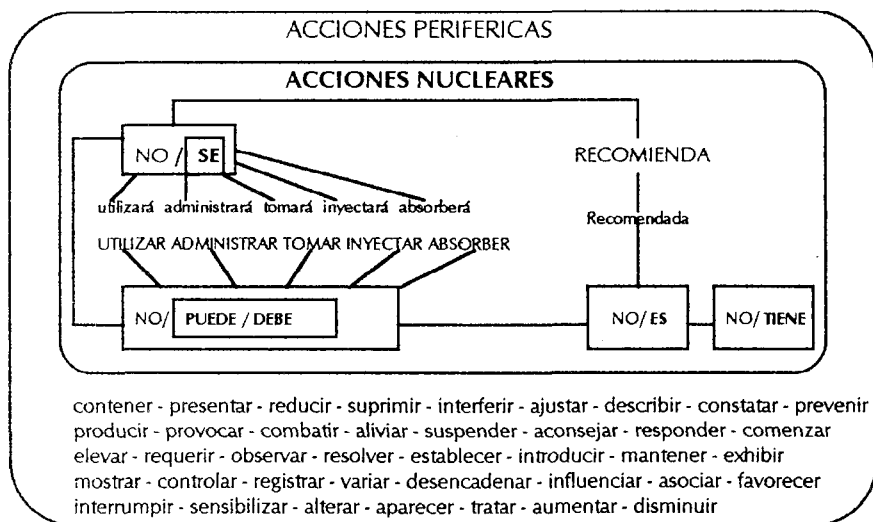 ACCIONES PERIFERICAS
ACCIONES NUCLEARES
NO / SE
RECOMIENDA
utilizará administrará tomará inyectará absorberá
Recomendada
UTILIZAR ADMINISTRAR TOMAR INYECTAR ABSORBER
NO/ PUEDE / DEBE
NO/ ES
NO/ TIENE
contener - presentar - reducir - suprimir - interferir - ajustar - describir - constatar - prevenir
producir - provocar - combatir - aliviar - suspender - aconsejar - responder - comenzar
elevar - requerir - observar - resolver - establecer - introducir - mantener - exhibir
mostrar - controlar - registrar - variar - desencadenar - influenciar - asociar - favorecer
interrumpir - sensibilizar - alterar - aparecer - tratar - aumentar - disminuir